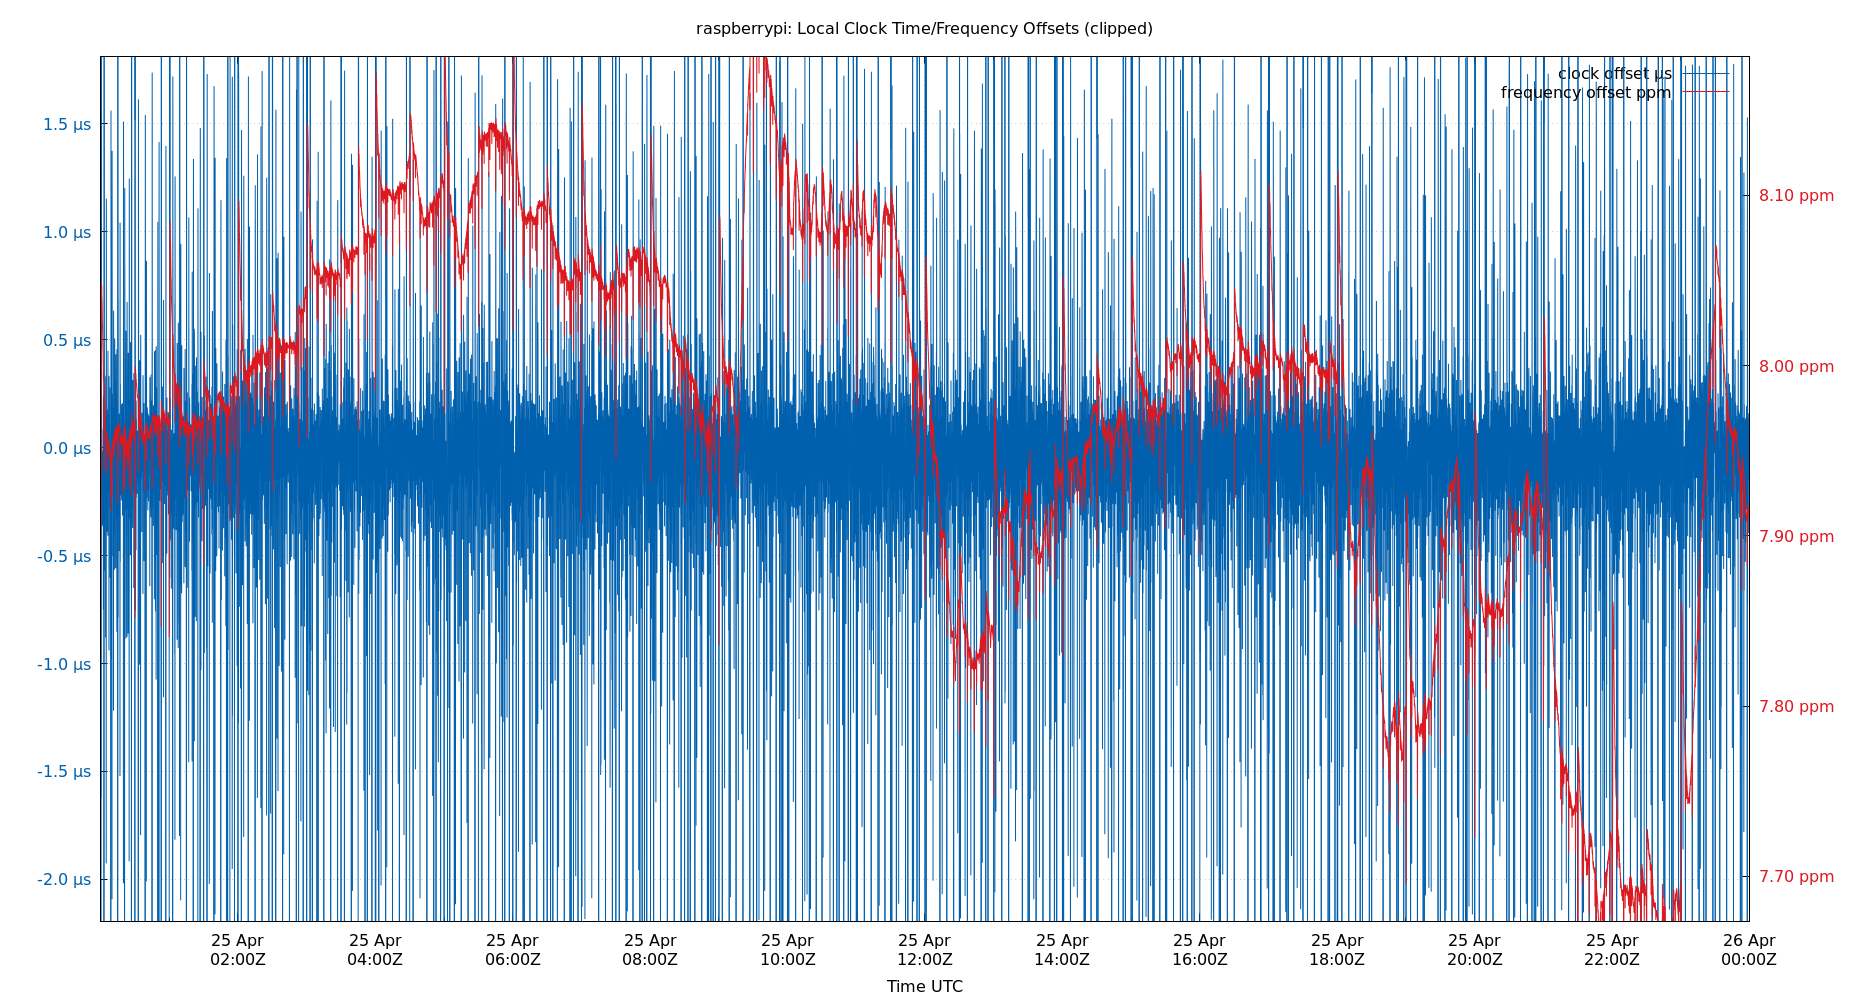 raspberrypi: Local Clock Time/Frequency Offsets (clipped)
clock offset µs
frequency offset ppm
1.5 µs
1.0 µs
0.5 µs
0.0 µs
-0.5 µs
-1.0 µs
-1.5 µs
-2.0 µs
8.10 ppm
8.00 ppm
7.90 ppm
7.80 ppm
7.70 ppm
25 Apr
02:00Z
25 Apr
04:00Z
25 Apr
06:00Z
25 Apr
08:00Z
25 Apr
10:00Z
25 Apr
12:00Z
25 Apr
14:00Z
25 Apr
16:00Z
25 Apr
18:00Z
25 Apr
20:00Z
25 Apr
22:00Z
26 Apr
00:00Z
Time UTC